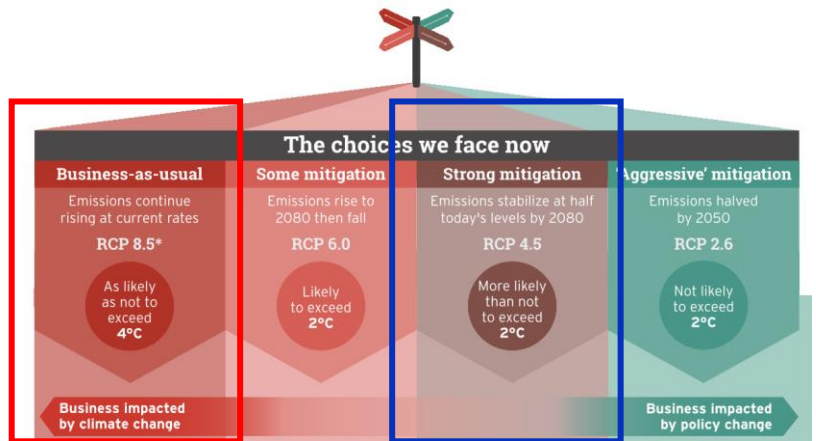 The choices we face now
Business-as-usual
Emissions continue
rising at current rates
RCP 8.5*
As likely
as not to
exceed
4°C
Some mitigation
Emissions rise to
2080 then fall
RCP 6.0
Likely
to exceed
2°C
Strong mitigation
Emissions stabilize at half
today's levels by 2080
RCP 4.5
More likely
than not
to exceed
2°C
'Aggressive' mitigation
Emissions halved
by 2050
RCP 2.6
Not likely
to exceed
2°C
Business impacted
by climate change
Business impacted
by policy change